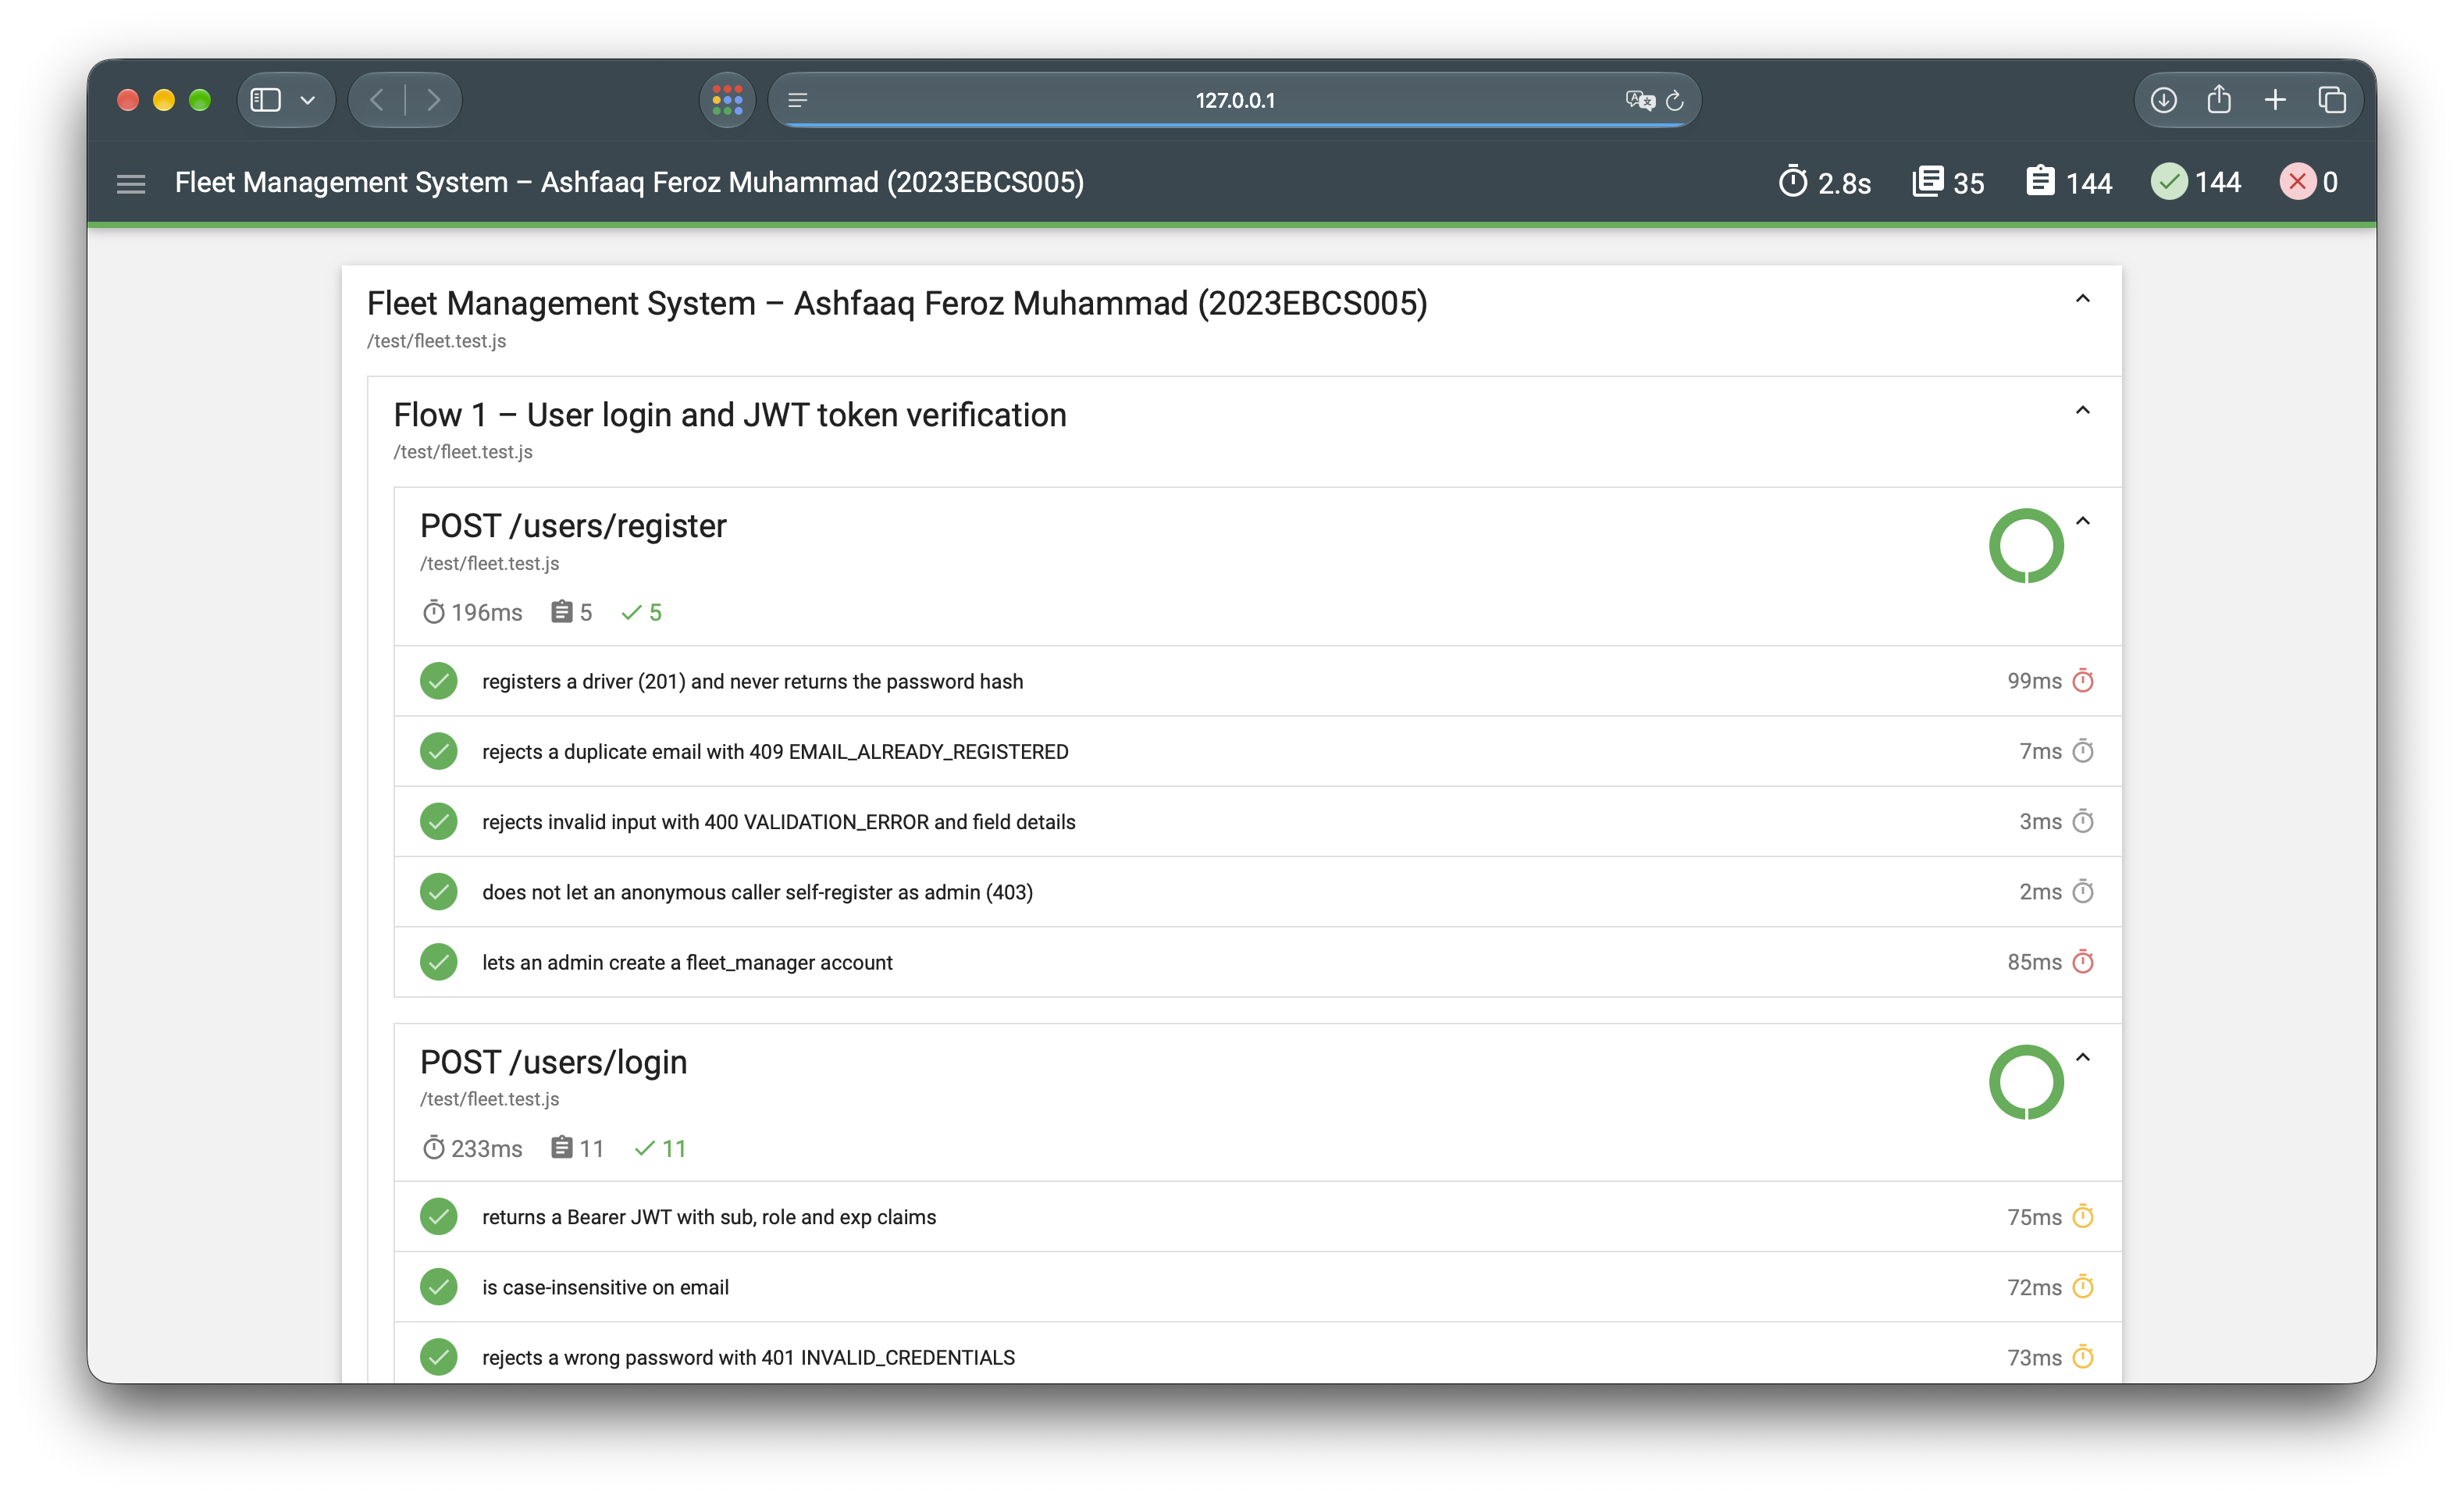 127.0.0.1
Fleet Management System – Ashfaaq Feroz Muhammad (2023EBCS005)
2.8s 35 144 144 0
Fleet Management System – Ashfaaq Feroz Muhammad (2023EBCS005)
/test/fleet.test.js
Flow 1 – User login and JWT token verification
/test/fleet.test.js
POST /users/register
/test/fleet.test.js
196ms 5 5
registers a driver (201) and never returns the password hash 99ms
rejects a duplicate email with 409 EMAIL_ALREADY_REGISTERED 7ms
rejects invalid input with 400 VALIDATION_ERROR and field details 3ms
does not let an anonymous caller self-register as admin (403) 2ms
lets an admin create a fleet_manager account 85ms
POST /users/login
/test/fleet.test.js
233ms 11 11
returns a Bearer JWT with sub, role and exp claims 75ms
is case-insensitive on email 72ms
rejects a wrong password with 401 INVALID_CREDENTIALS 73ms